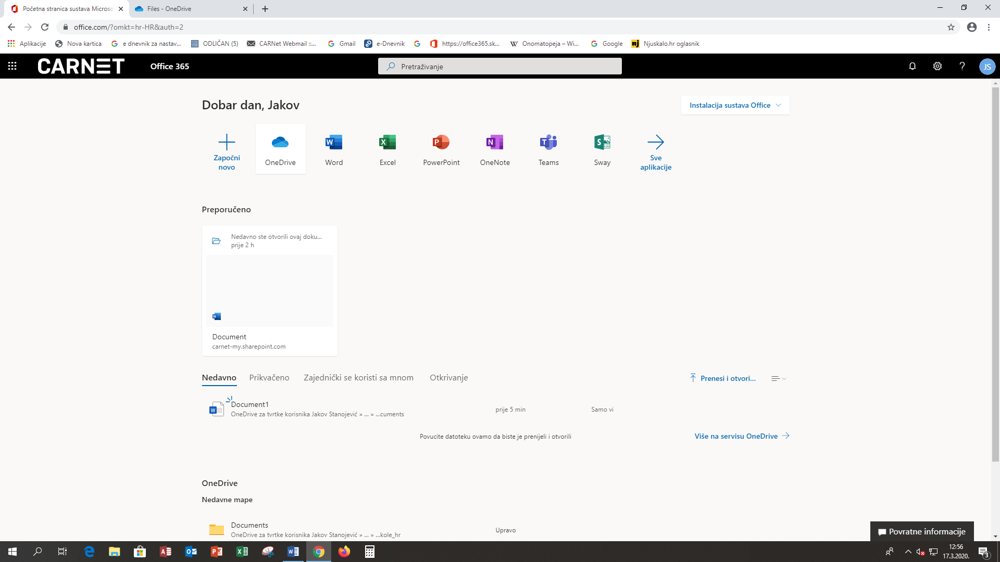 Početna stranica sustava Microso
Files - OneDrive
office.com/?omkt=hr-HR&auth=2
Aplikacije
Nova kartica
e dnevnik za nastav...
ODLIČAN (5)
CARNet Webmail ::...
Gmail
e-Dnevnik
https://office365.sk...
Onomatopeja – Wi...
Google
Njuskalo.hr oglasnik
CARNET
Office 365
Pretraživanje
JS
Dobar dan, Jakov
Instalacija sustava Office
Započni
novo
OneDrive
Word
Excel
PowerPoint
OneNote
Teams
Sway
Sve
aplikacije
Preporučeno
Nedavno ste otvorili ovaj doku...
prije 2 h
Document
carnet-my.sharepoint.com
Nedavno
Prikvačeno
Zajednički se koristi sa mnom
Otkrivanje
Prenesi i otvori...
Document1
OneDrive za tvrtke korisnika Jakov Stanojević » ... » ...cuments
prije 5 min
Samo vi
Povucite datoteku ovamo da biste je prenijeli i otvorili
Više na servisu OneDrive
OneDrive
Nedavne mape
Documents
OneDrive za tvrtke korisnika Jakov Stanojević » ... » ...kole_hr
Upravo
Povratne informacije
12:56
17.3.2020.
3